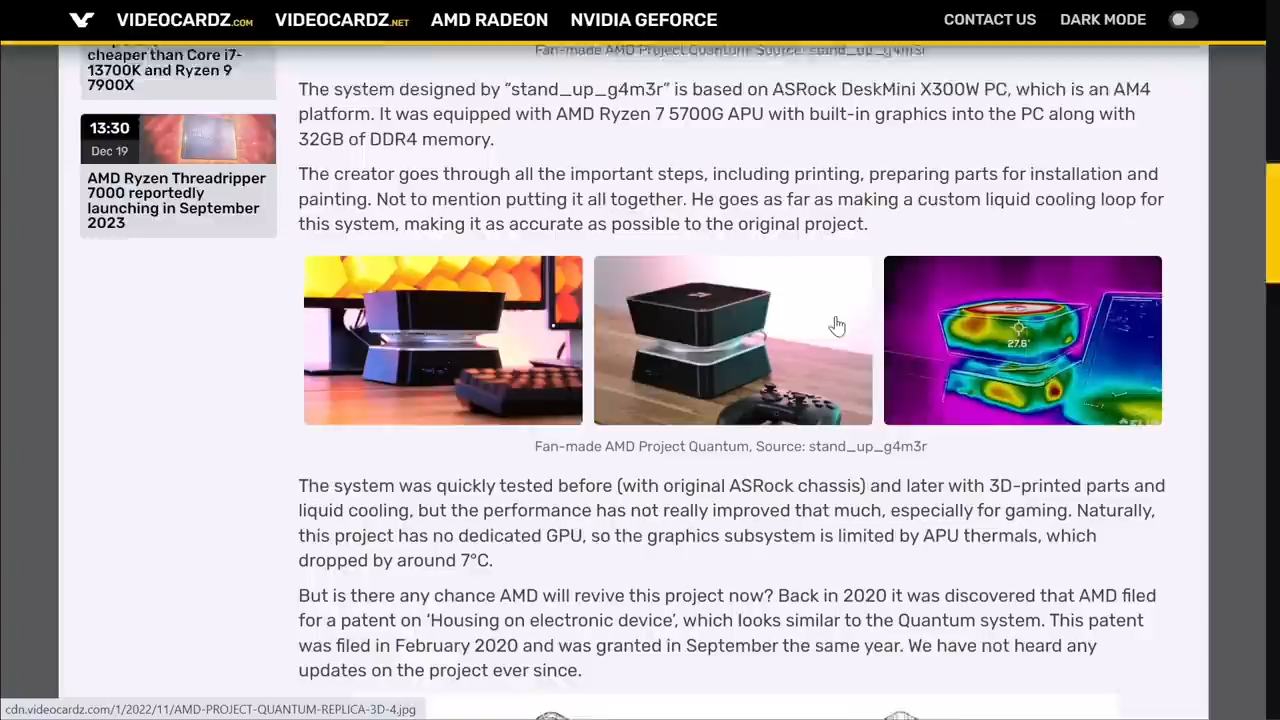 VIDEOCARDZ.COM VIDEOCARDZ.NET AMD RADEON NVIDIA GEFORCE CONTACT US DARK MODE
cheaper than Core i7-
13700K and Ryzen 9
7900X
13:30
Dec 19
AMD Ryzen Threadripper
7000 reportedly
launching in September
2023
Fan-made AMD Project Quantum, Source: stand_up_g4m3r
The system designed by “stand_up_g4m3r” is based on ASRock DeskMini X300W PC, which is an AM4
platform. It was equipped with AMD Ryzen 7 5700G APU with built-in graphics into the PC along with
32GB of DDR4 memory.
The creator goes through all the important steps, including printing, preparing parts for installation and
painting. Not to mention putting it all together. He goes as far as making a custom liquid cooling loop for
this system, making it as accurate as possible to the original project.
27.6°
Fan-made AMD Project Quantum, Source: stand_up_g4m3r
The system was quickly tested before (with original ASRock chassis) and later with 3D-printed parts and
liquid cooling, but the performance has not really improved that much, especially for gaming. Naturally,
this project has no dedicated GPU, so the graphics subsystem is limited by APU thermals, which
dropped by around 7°C.
But is there any chance AMD will revive this project now? Back in 2020 it was discovered that AMD filed
for a patent on ‘Housing on electronic device’, which looks similar to the Quantum system. This patent
was filed in February 2020 and was granted in September the same year. We have not heard any
updates on the project ever since.
cdn.videocardz.com/1/2022/11/AMD-PROJECT-QUANTUM-REPLICA-3D-4.jpg